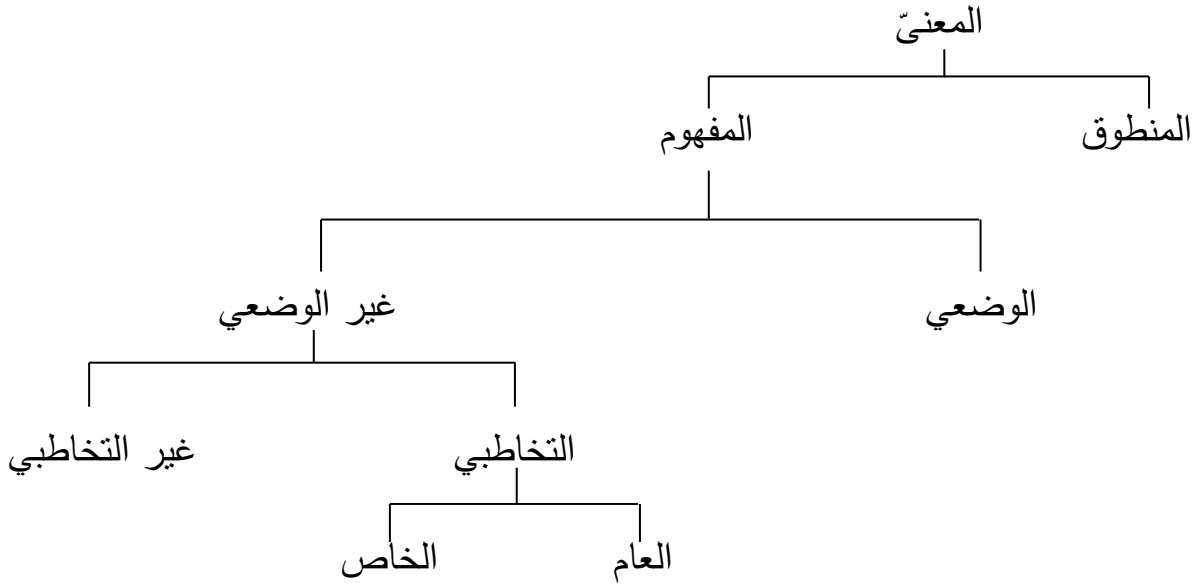 المعنىّ
المنطوق المفهوم
الوضعي غير الوضعي
التخاطبي غير التخاطبي
العام الخاص